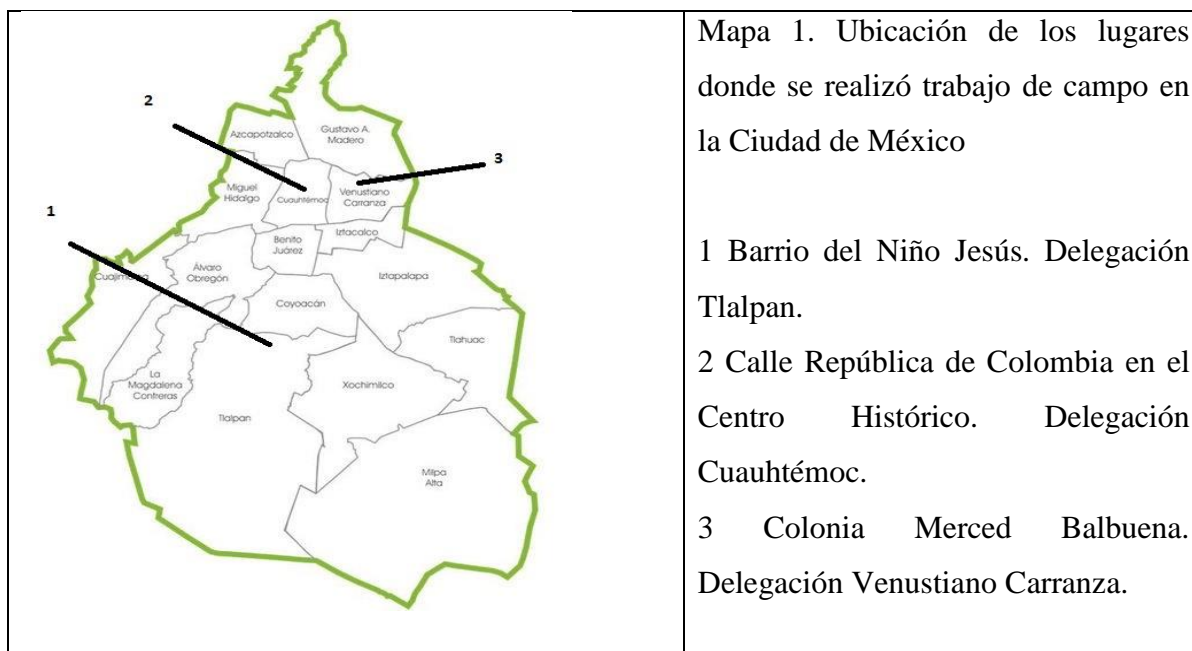 2
Azcapotzalco
Gustavo A.
Madero
3
Miguel
Hidalgo
Cuauhtémoc
Venustiano
Carranza
1
Benito
Juárez
Iztacalco
Cuajimalpa
Álvaro
Obregón
Iztapalapa
Coyoacán
Tlahuac
La
Magdalena
Contreras
Xochimilco
Tlalpan
Milpa
Alta
Mapa 1. Ubicación de los lugares
donde se realizó trabajo de campo en
la Ciudad de México
1 Barrio del Niño Jesús. Delegación
Tlalpan.
2 Calle República de Colombia en el
Centro Histórico. Delegación
Cuauhtémoc.
3 Colonia Merced Balbuena.
Delegación Venustiano Carranza.